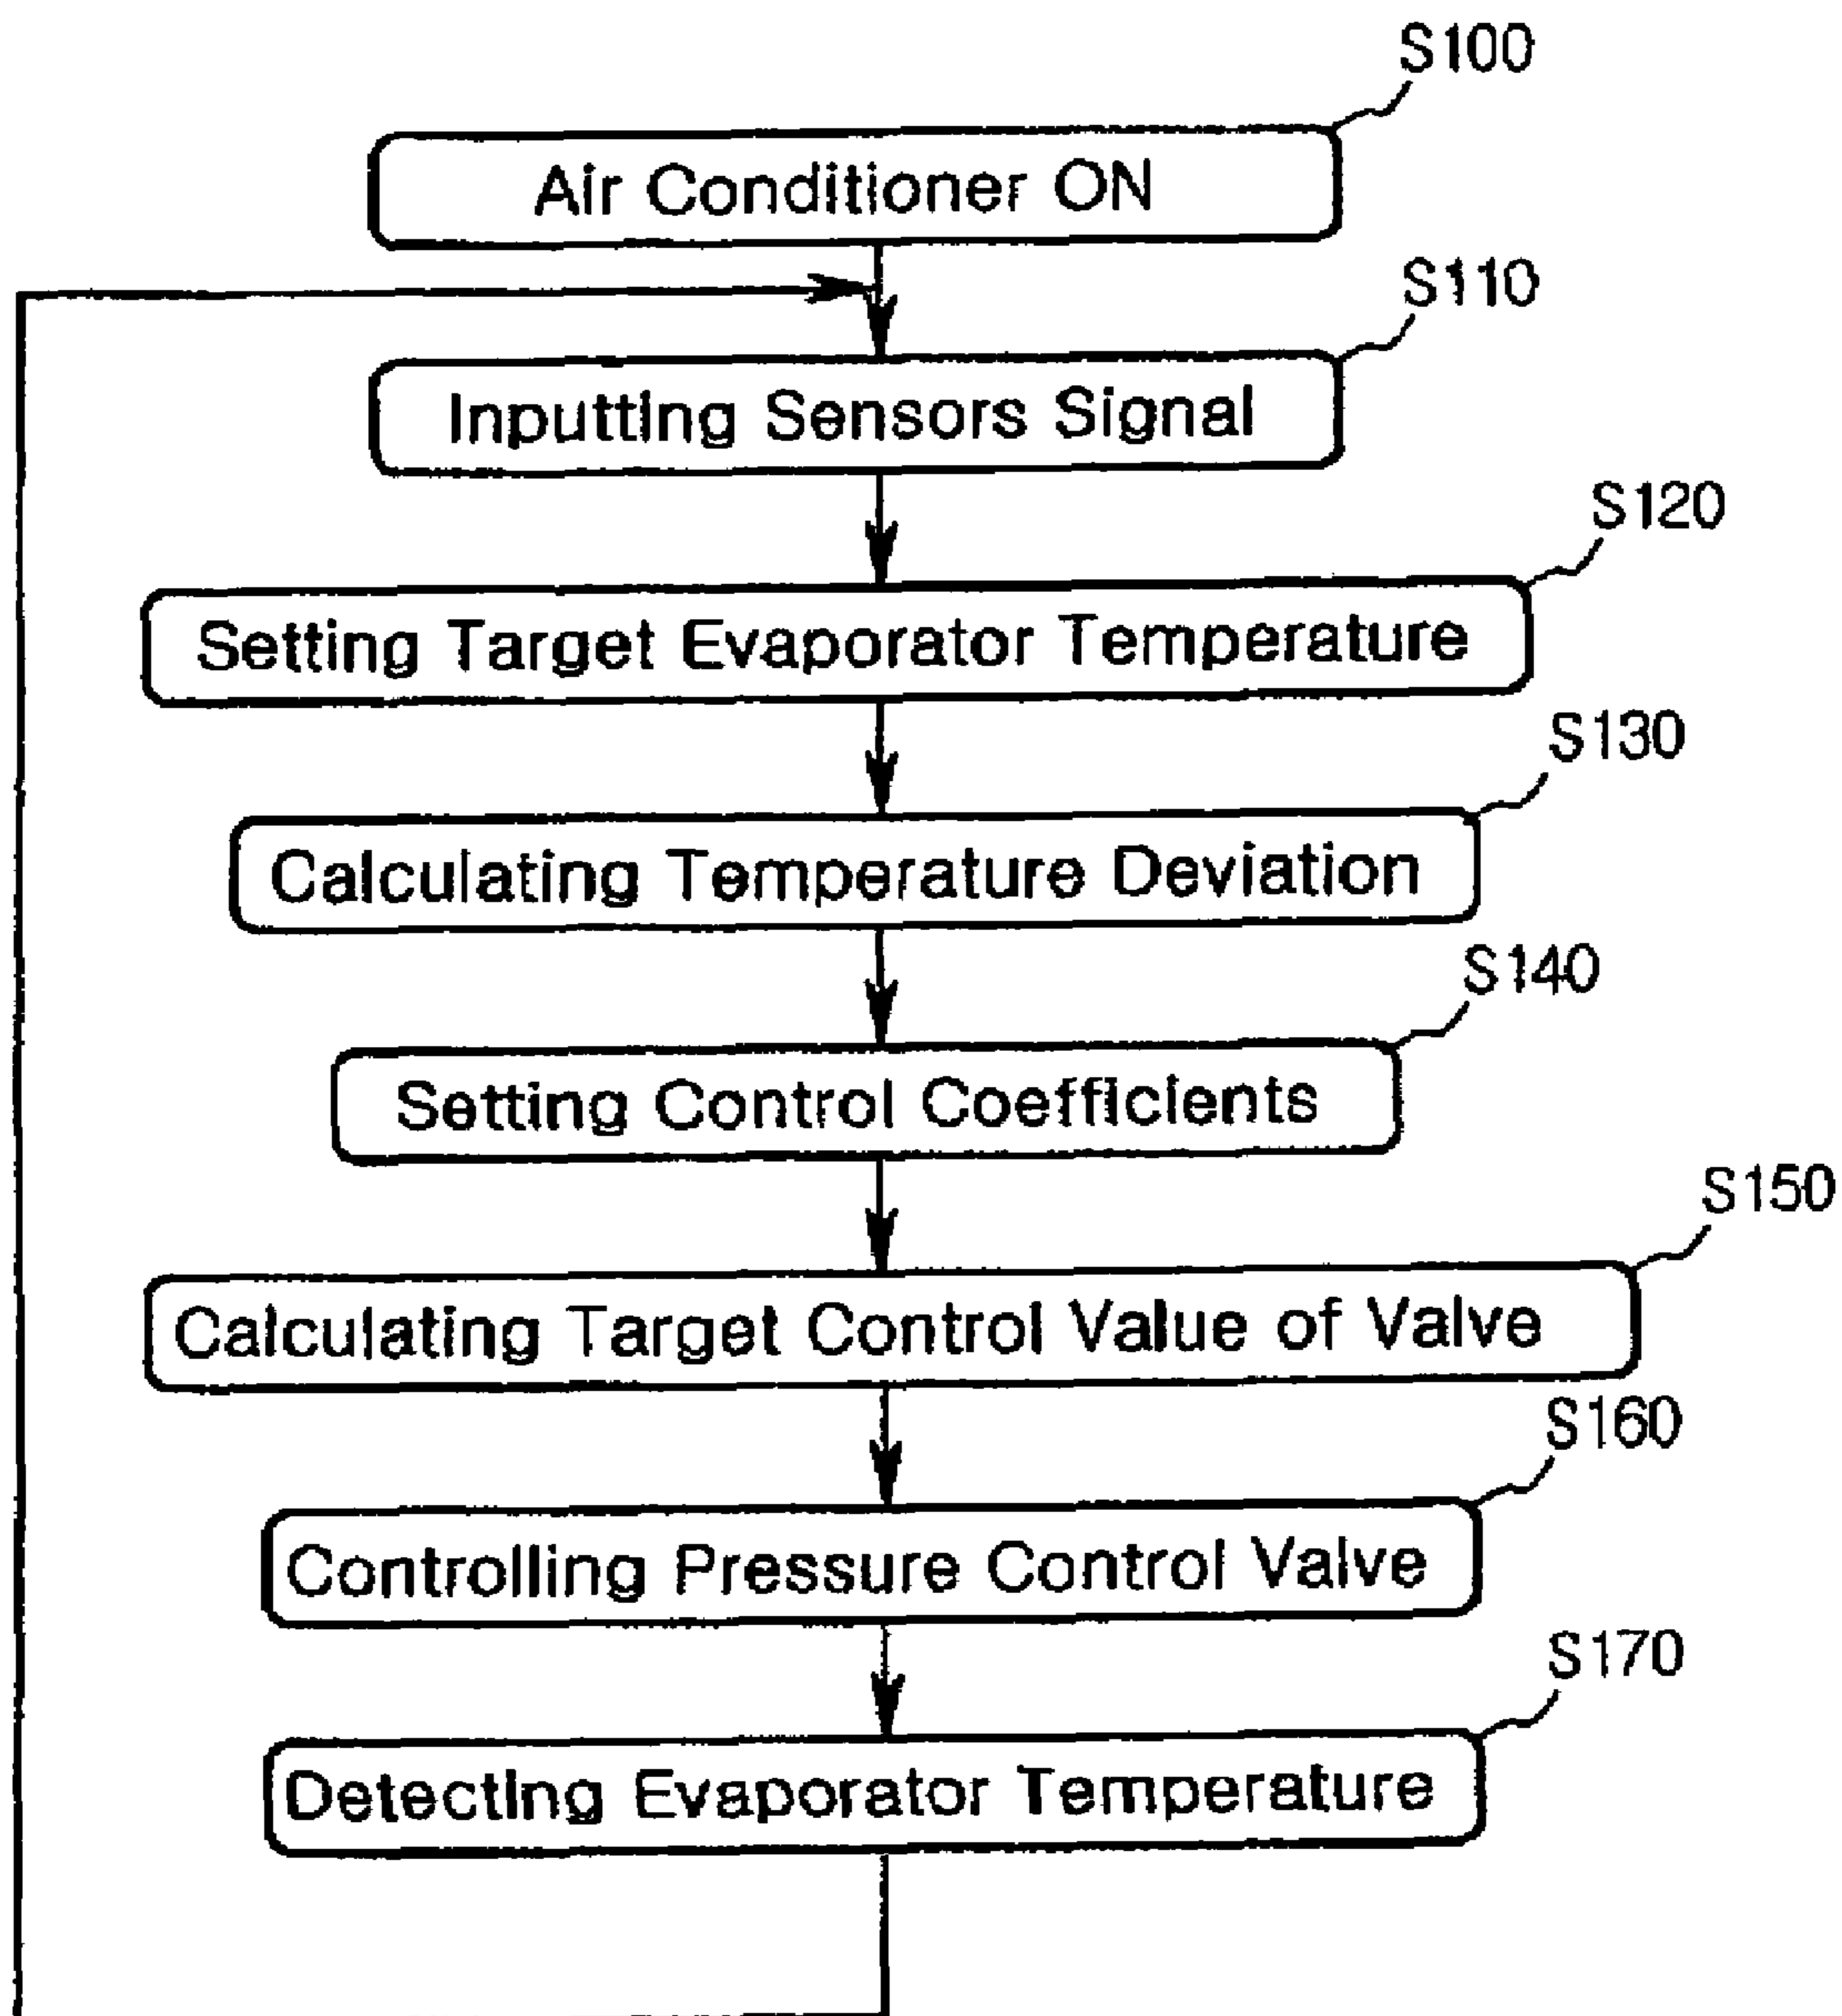 S100
Air Conditioner ON
S110
Inputting Sensors Signal
S120
Setting Target Evaporator Temperature
S130
Calculating Temperature Deviation
S140
Setting Control Coefficients
S150
Calculating Target Control Value of Valve
S160
Controlling Pressure Control Valve
S170
Detecting Evaporator Temperature